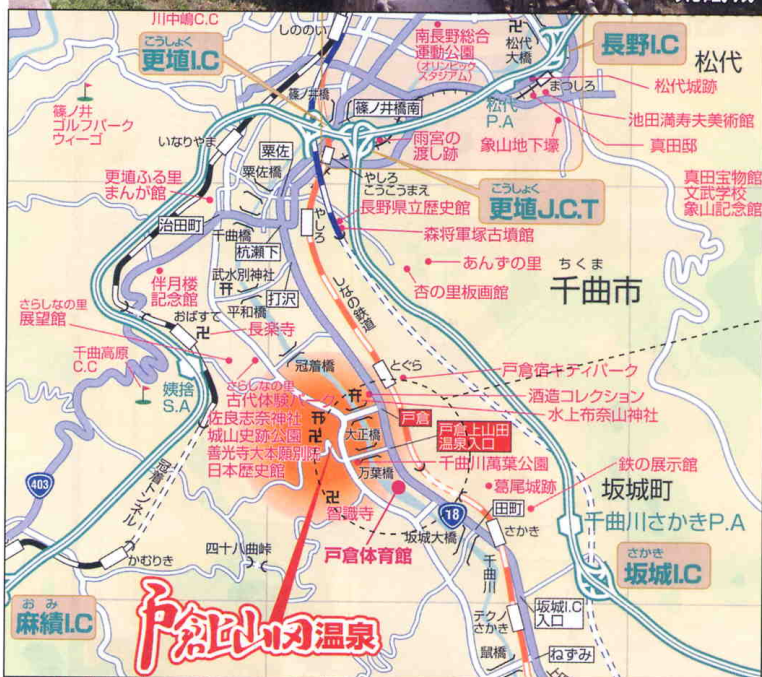 川中嶋C.C
しののい
こうしょく
更埴I.C
南長野総合
運動公園
(オリンピック
スタジアム)
松代
大橋
長野I.C
松代
まつしろ
松代城跡
篠ノ井橋
篠ノ井橋南
松代
P.A
池田満寿夫美術館
篠ノ井
ゴルフパーク
ヴィーゴ
いなりやま
粟佐
雨宮の
渡し跡
象山地下壕
真田邸
粟佐橋
やしろ
こうこうまえ
こうしょく
更埴J.C.T
真田宝物館
文武学校
象山記念館
更埴ふる里
まんが館
治田町
千曲橋
やしろ
長野県立歴史館
森将軍塚古墳館
杭瀬下
武水別神社
しなの鉄道
あんずの里
ちくま
千曲市
伴月楼
記念館
打沢
平和橋
杏の里板画館
さらしなの里
展望館
おばすて
長楽寺
千曲高原
C.C
姨捨
S.A
冠着橋
とぐら
戸倉宿キティパーク
さらしなの里
古代体験パーク
佐良志奈神社
城山史跡公園
善光寺大本願別院
日本歴史館
戸倉
酒造コレクション
水上布奈山神社
大正橋
戸倉上山田
温泉入口
万葉橋
千曲川萬葉公園
鉄の展示館
403
冠着トンネル
智識寺
葛尾城跡
坂城町
18
田町
さかき
千曲川さかきP.A
戸倉体育館
坂城大橋
千曲川
かむりき
四十八曲峠
さかき
坂城I.C
おみ
麻績I.C
戸倉上山田温泉
テクノ
さかき
坂城I.C
入口
鼠橋
ねずみ